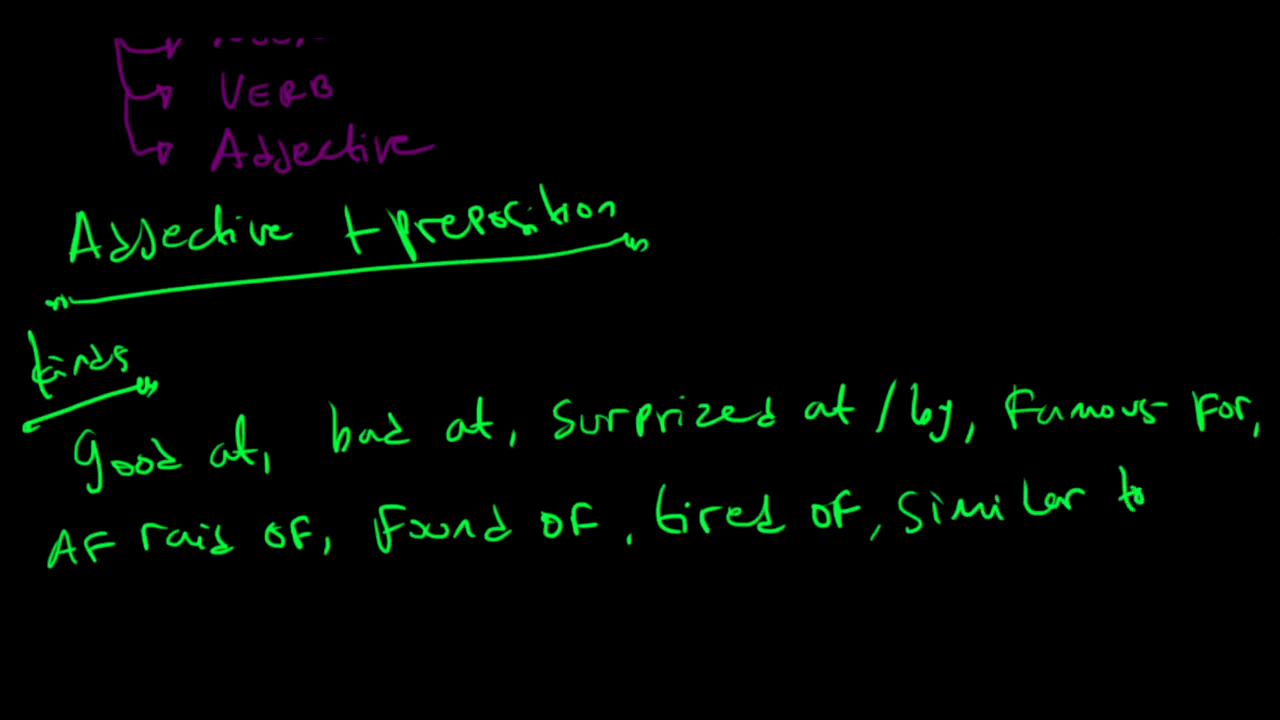 VERB
Adjective
Adjective + preposition
kinds
Good at, bad at, surprized at / by, Famous For,
AFraid oF, Found oF, tired oF, similar to